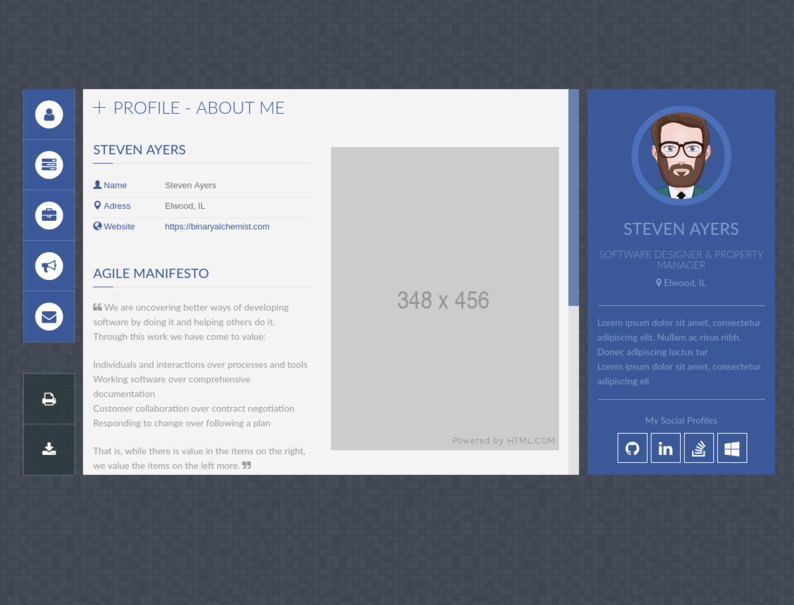 PROFILE - ABOUT ME
STEVEN AYERS
Name Steven Ayers
Adress Elwood, IL
Website https://binaryalchemist.com
AGILE MANIFESTO
❝ We are uncovering better ways of developing
software by doing it and helping others do it.
Through this work we have come to value:
Individuals and interactions over processes and tools
Working software over comprehensive
documentation
Customer collaboration over contract negotiation
Responding to change over following a plan
That is, while there is value in the items on the right,
we value the items on the left more. ❞
348 x 456
Powered by HTML.COM
STEVEN AYERS
SOFTWARE DESIGNER & PROPERTY
MANAGER
Elwood, IL
Lorem ipsum dolor sit amet, consectetur
adipiscing elit. Nullam ac risus nibh.
Donec adipiscing luctus tur
Lorem ipsum dolor sit amet, consectetur
adipiscing eli
My Social Profiles
in